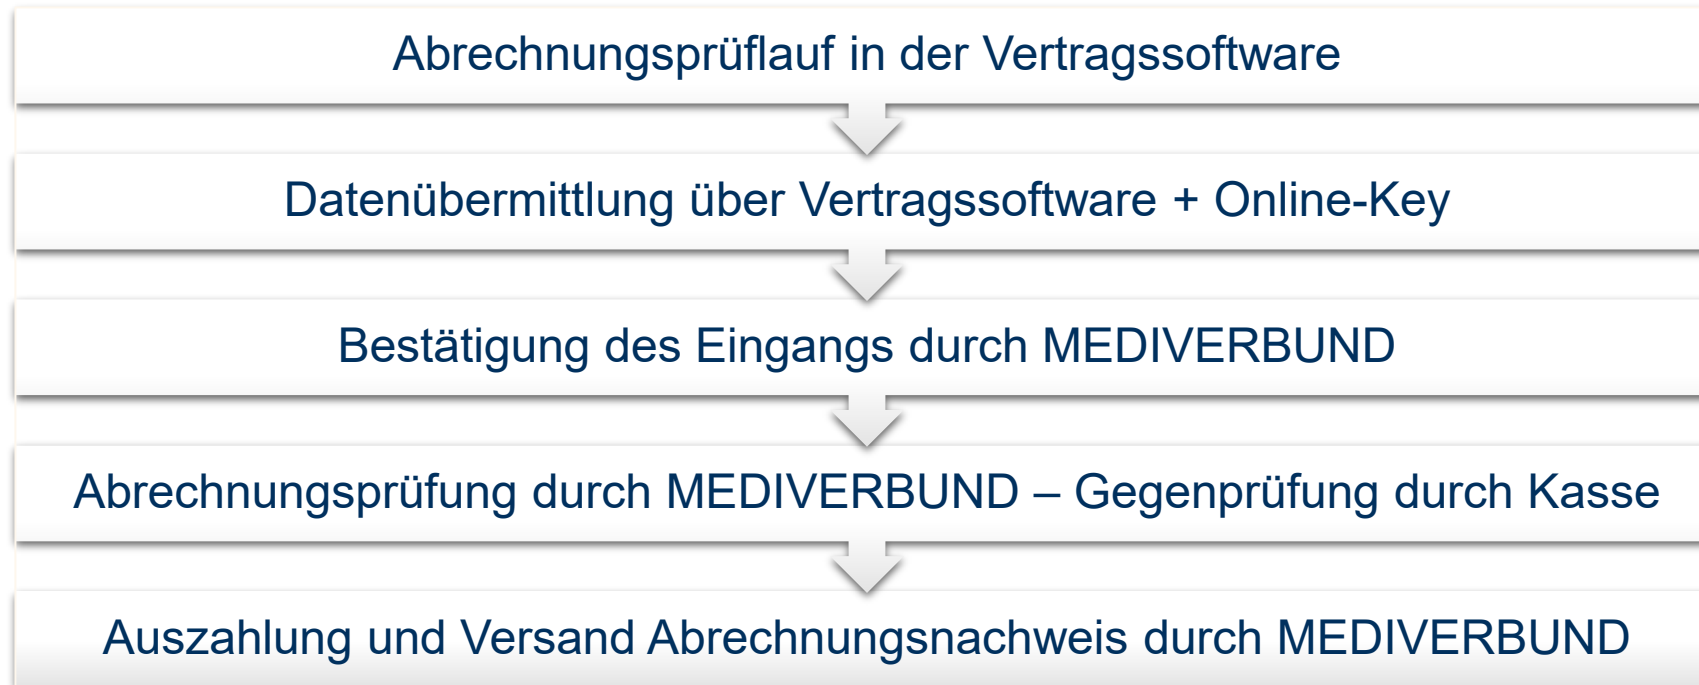 Abrechnungsprüflauf in der Vertragssoftware
Datenübermittlung über Vertragssoftware + Online-Key
Bestätigung des Eingangs durch MEDIVERBUND
Abrechnungsprüfung durch MEDIVERBUND – Gegenprüfung durch Kasse
Auszahlung und Versand Abrechnungsnachweis durch MEDIVERBUND